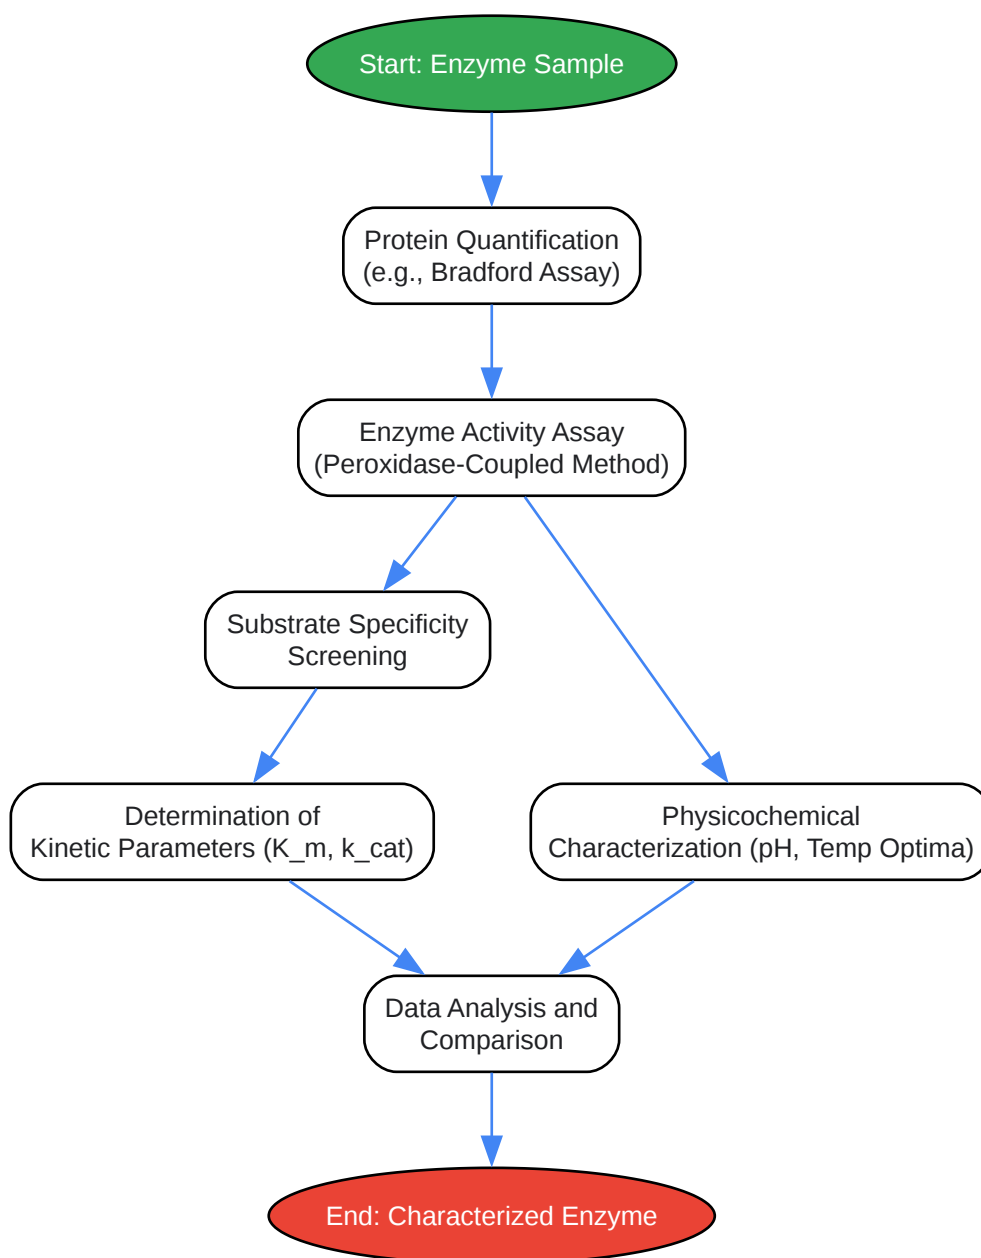 Start: Enzyme Sample
Protein Quantification
(e.g., Bradford Assay)
Enzyme Activity Assay
(Peroxidase-Coupled Method)
Substrate Specificity
Screening
Determination of
Kinetic Parameters (K_m, k_cat)
Physicochemical
Characterization (pH, Temp Optima)
Data Analysis and
Comparison
End: Characterized Enzyme